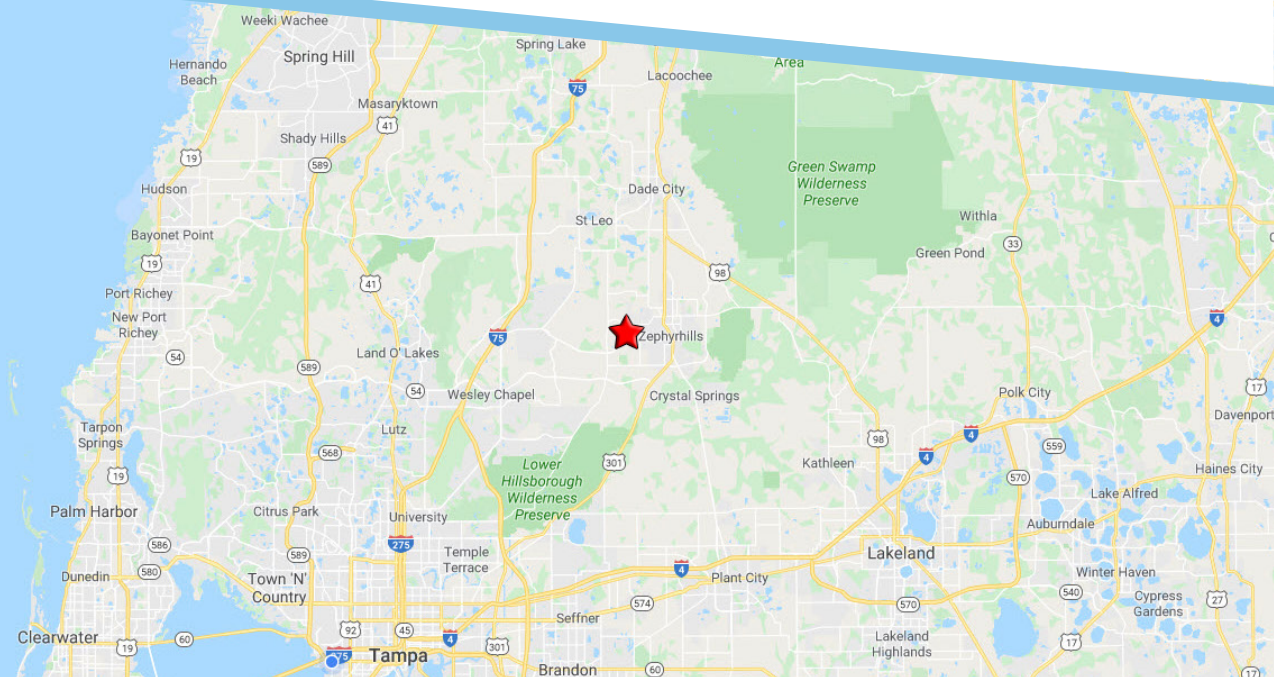 Weeki Wachee
Spring Hill
Spring Lake
Hernando
Beach
Lacoochee
Area
75
Masaryktown
41
Shady Hills
589
19
Green Swamp
Wilderness
Preserve
Hudson
Dade City
St Leo
Withla
Bayonet Point
33
Green Pond
19
98
41
Port Richey
New Port
Richey
4
75
Zephyrhills
54
Land O' Lakes
589
54
Wesley Chapel
Crystal Springs
Polk City
17
Davenport
Tarpon
Springs
Lutz
98
4
559
568
4
301
Kathleen
Lower
Hillsborough
Wilderness
Preserve
19
570
Haines City
Lake Alfred
Palm Harbor
Citrus Park
University
Auburndale
586
275
589
Temple
Terrace
Lakeland
Dunedin
580
Town 'N'
Country
4
Plant City
Winter Haven
574
570
540
Cypress
Gardens
27
Seffner
Clearwater
19
60
92
45
4
301
Lakeland
Highlands
17
Tampa
Brandon
60
17